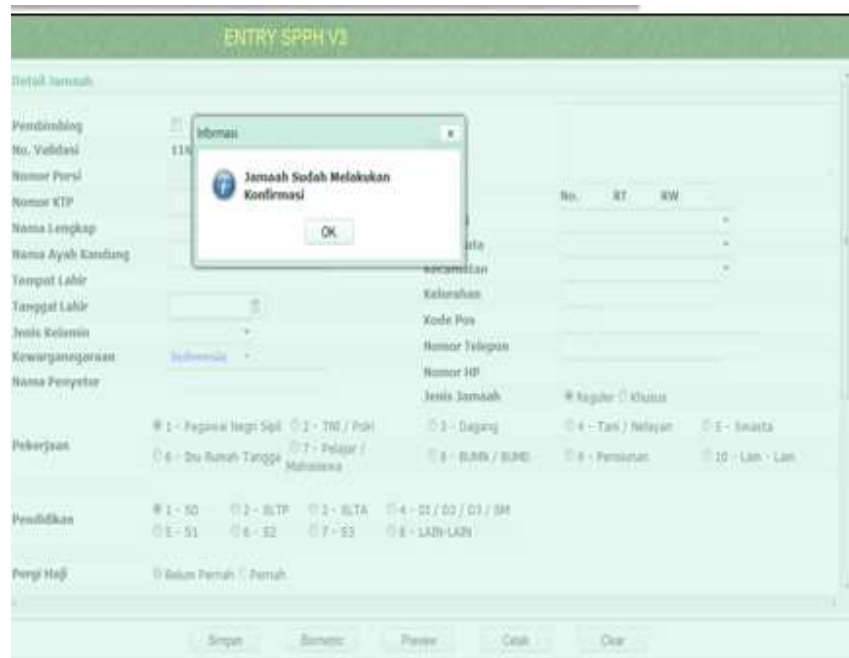 ENTRY SPPH V3
Detail Jamaah
Pembimbing
No. Validasi
116
Nomor Porsi
Nomor KTP
Nama Lengkap
Nama Ayah Kandung
Tempat Lahir
Tanggal Lahir
Jenis Kelamin
Kewarganegaraan Indonesia
Nama Penyetor
Informasi x
Jamaah Sudah Melakukan
Konfirmasi
OK
No. RT RW
Kecamatan
Kelurahan
Kode Pos
Nomor Telepon
Nomor HP
Jenis Jamaah Reguler Khusus
Pekerjaan
1 - Pegawai Negri Sipil 2 - TNI / Polri 3 - Dagang 4 - Tani / Nelayan 5 - Swasta
6 - Ibu Rumah Tangga 7 - Pelajar / Mahasiswa 8 - BUMN / BUMD 9 - Pensiunan 10 - Lain - Lain
Pendidikan
1 - SD 2 - SLTP 3 - SLTA 4 - D1 / D2 / D3 / SM
5 - S1 6 - S2 7 - S3 8 - LAIN-LAIN
Pergi Haji Belum Pernah Pernah
Simpan Biometric Preview Cetak Clear